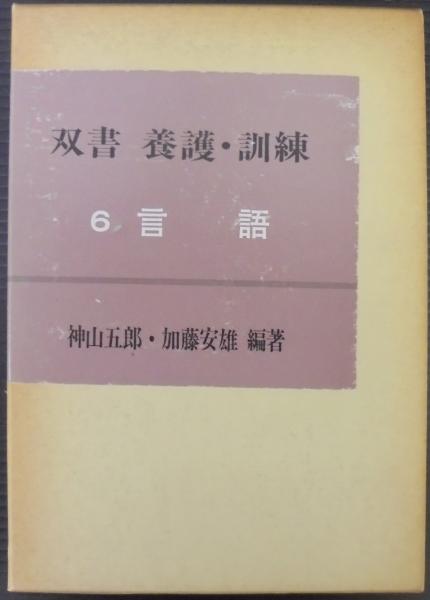 双書 養護・訓練
6 言 語
神山五郎・加藤安雄 編著